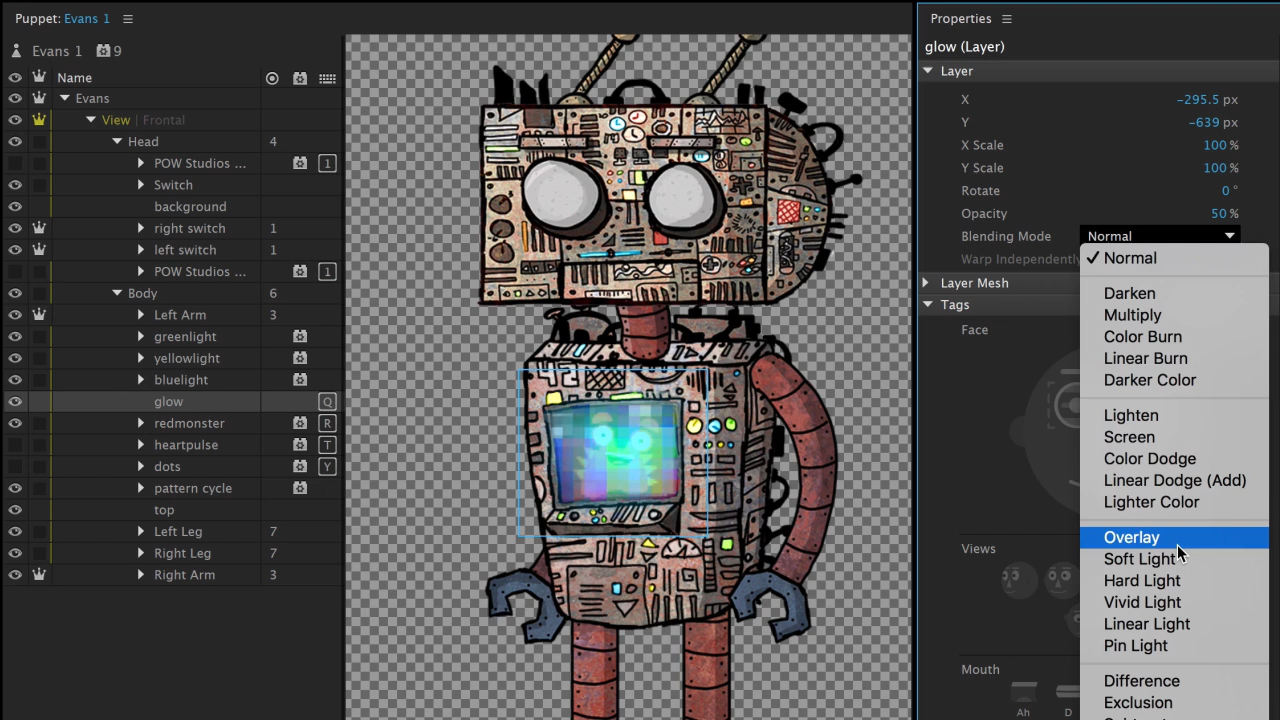 Puppet: Evans 1
Evans 1 9
Name
Evans
View | Frontal
Head 4
POW Studios ... 1
Switch
background
right switch 1
left switch 1
POW Studios ... 1
Body 6
Left Arm 3
greenlight
yellowlight
bluelight
glow Q
redmonster R
heartpulse T
dots Y
pattern cycle
top
Left Leg 7
Right Leg 7
Right Arm 3
Properties
glow (Layer)
Layer
X -295.5 px
Y -639 px
X Scale 100 %
Y Scale 100 %
Rotate 0 °
Opacity 50 %
Blending Mode Normal
Warp Independently
Layer Mesh
Tags
Face
Views
Mouth
Ah D
Normal
Darken
Multiply
Color Burn
Linear Burn
Darker Color
Lighten
Screen
Color Dodge
Linear Dodge (Add)
Lighter Color
Overlay
Soft Light
Hard Light
Vivid Light
Linear Light
Pin Light
Difference
Exclusion